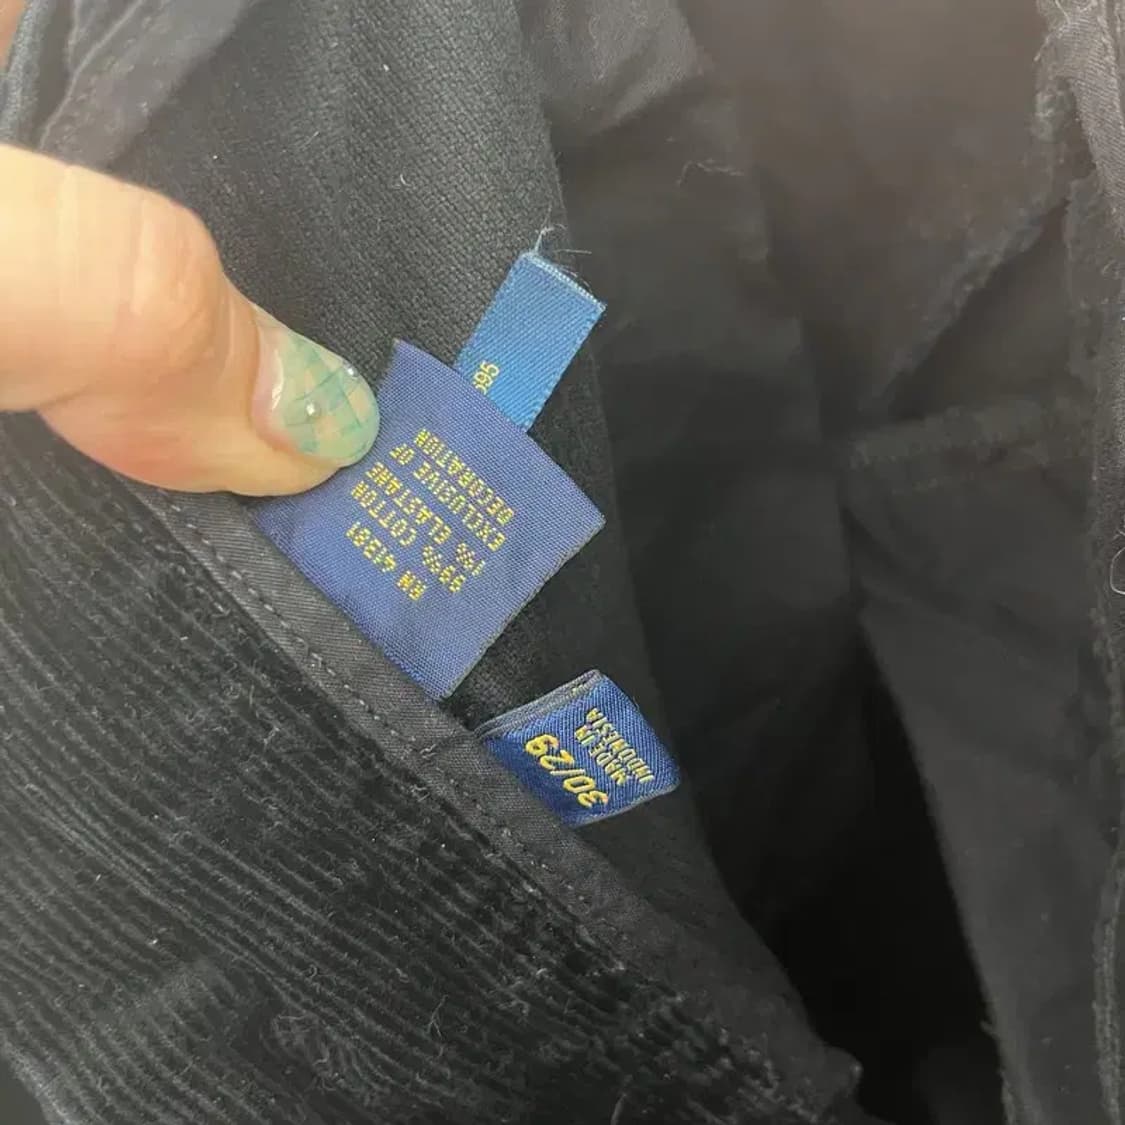 RN 41381
99% COTTON
1% ELASTANE
EXCLUSIVE OF
DECORATION
30/29
MADE IN
INDONESIA